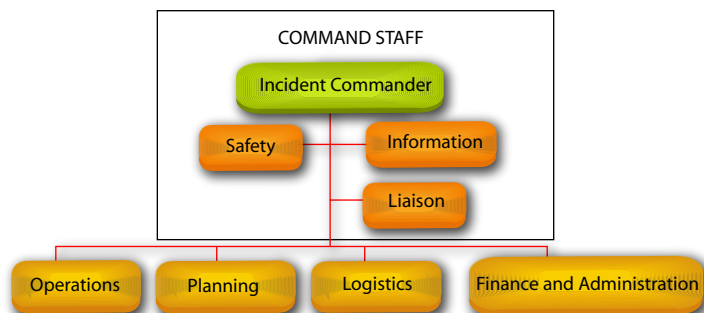 COMMAND STAFF
Incident Commander
Safety
Information
Liaison
Operations
Planning
Logistics
Finance and Administration